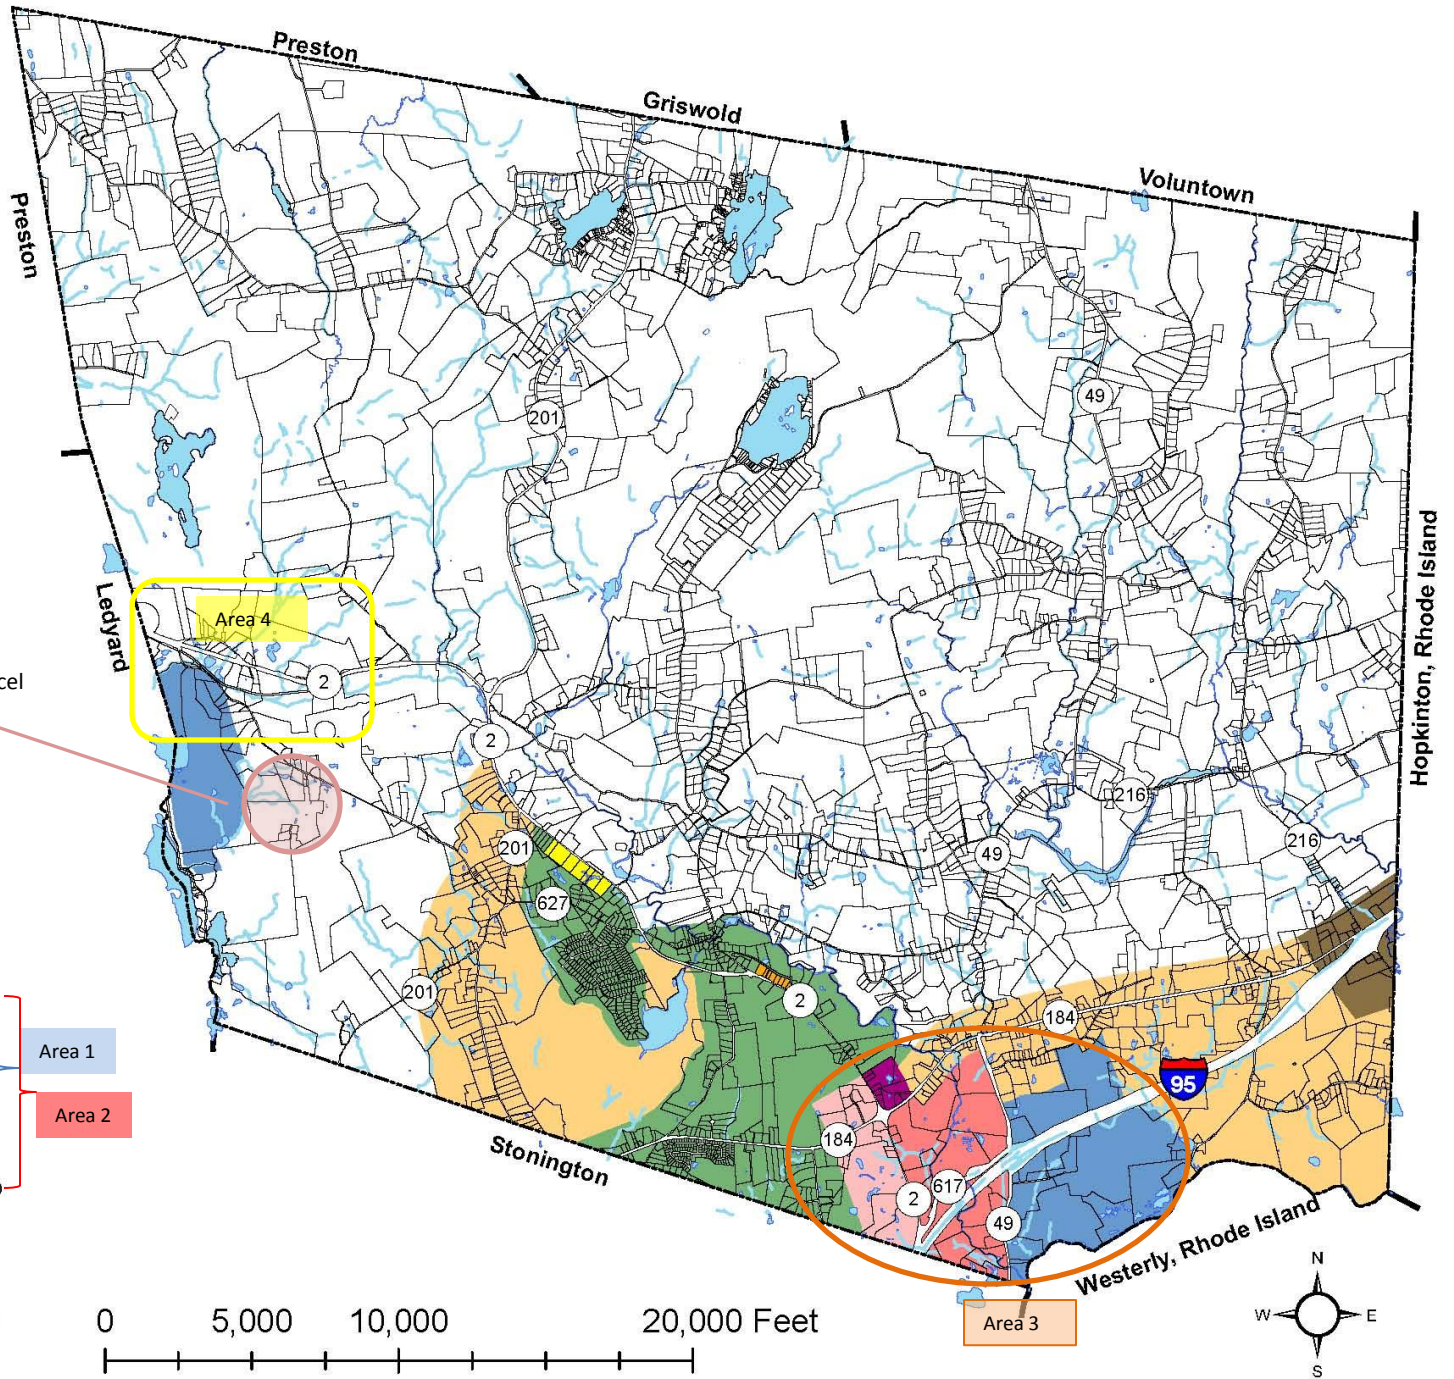 Preston
Griswold
Voluntown
Preston
49
201
Hopkinton, Rhode Island
Ledyard
Area 4
2
cel
2
216
216
201
49
627
201
2
184
Area 1
95
Area 2
184
Stonington
617
2
49
Westerly, Rhode Island
N
W
E
S
0 5,000 10,000 20,000 Feet
Area 3